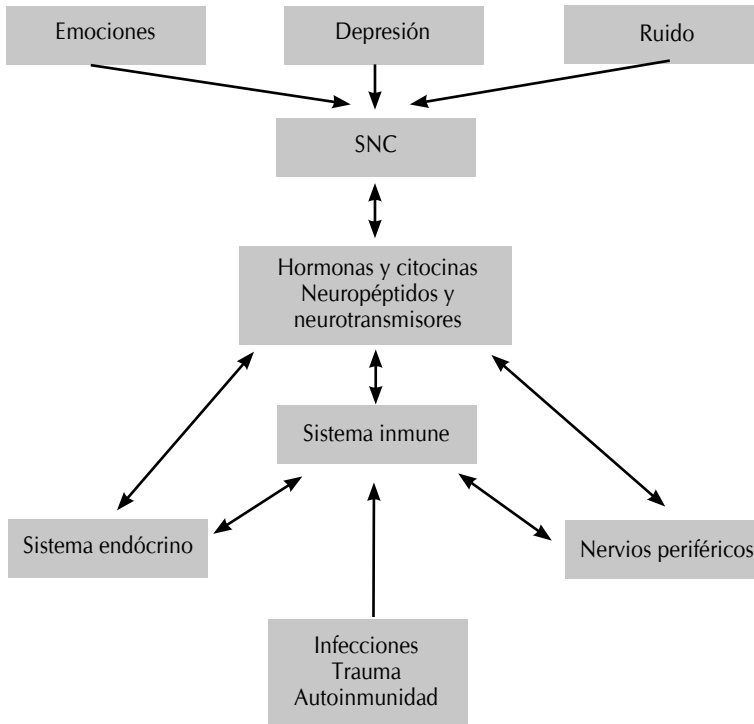 Emociones
Depresión
Ruido
SNC
Hormonas y citocinas
Neuropéptidos y
neurotransmisores
Sistema inmune
Sistema endócrino
Nervios periféricos
Infecciones
Trauma
Autoinmunidad